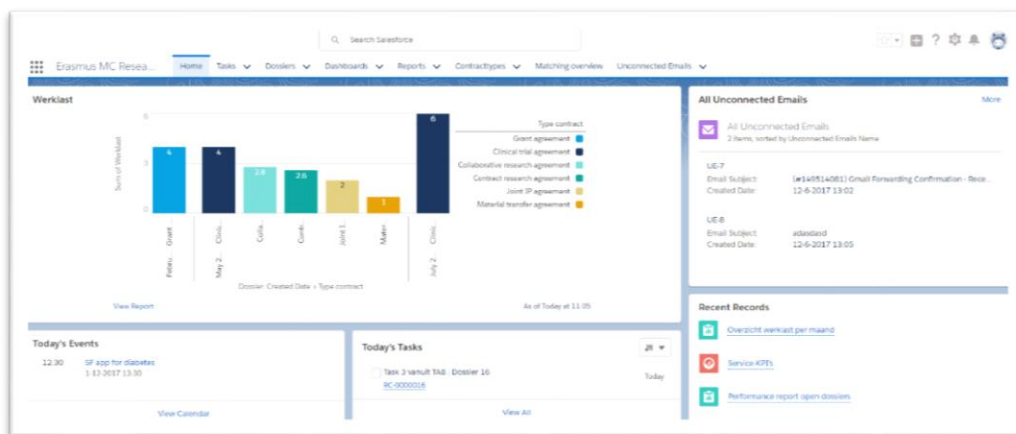 Search Salesforce
Erasmus MC Resea...
Home Tasks Dossiers Dashboards Reports Contracttypes Matching overview Unconnected Emails
Werklast
Sum of Werklast
6
3
0
4
4
2.8
2.6
2
1
6
Grant...
Clinic...
Colla...
Contr...
Joint I...
Mater...
Clinic...
Febru...
May 2...
July 2...
Dossier: Created Date › Type contract
Type contract
Grant agreement
Clinical trial agreement
Collaborative research agreement
Contract research agreement
Joint IP agreement
Material transfer agreement
View Report
As of Today at 11:05
All Unconnected Emails
More
All Unconnected Emails
2 items, sorted by Unconnected Emails Name
UE-7
Email Subject: (#149514081) Gmail Forwarding Confirmation - Rece...
Created Date: 12-6-2017 13:02
UE-8
Email Subject: adasdasd
Created Date: 12-6-2017 13:05
Today's Events
12:30 SF app for diabetes
1-12-2017 13:30
View Calendar
Today's Tasks
Task 3 vanuit TAB : Dossier 16
Today
RC-0000016
View All
Recent Records
Overzicht werklast per maand
Service KPIs
Performance report open dossiers